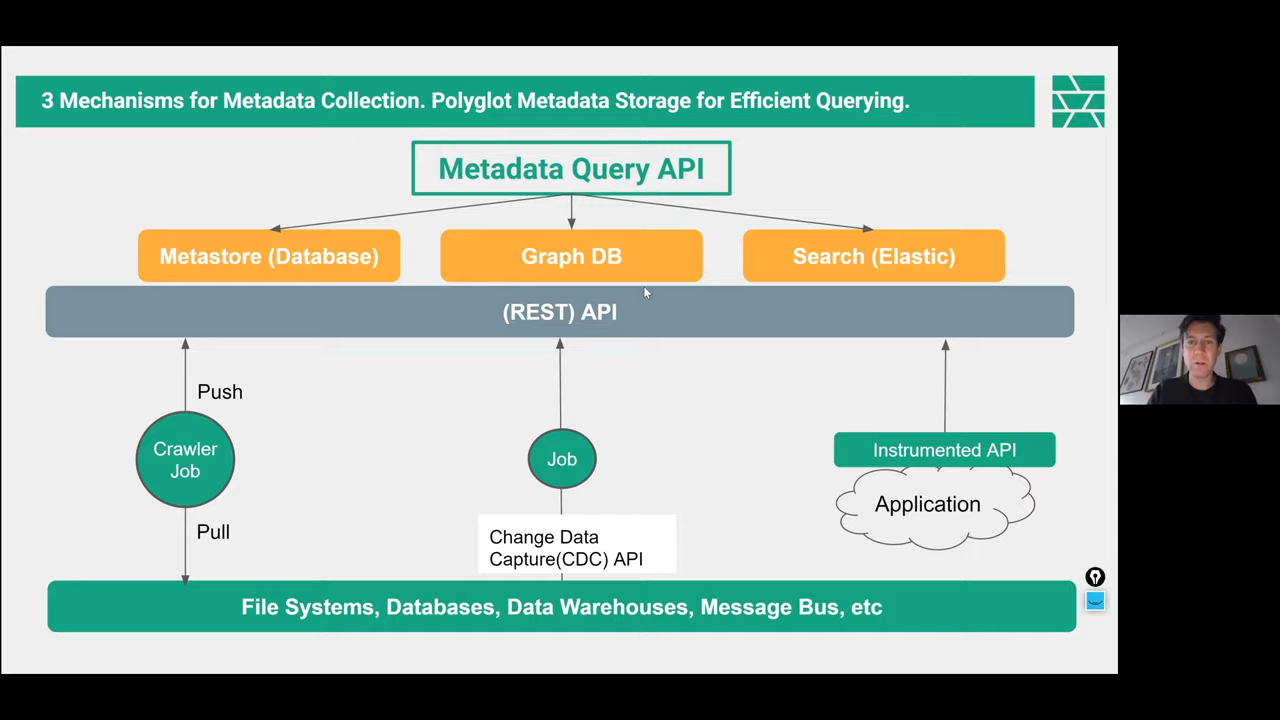 3 Mechanisms for Metadata Collection. Polyglot Metadata Storage for Efficient Querying.
Metadata Query API
Metastore (Database)
Graph DB
Search (Elastic)
(REST) API
Push
Crawler
Job
Pull
Job
Change Data
Capture(CDC) API
Instrumented API
Application
File Systems, Databases, Data Warehouses, Message Bus, etc